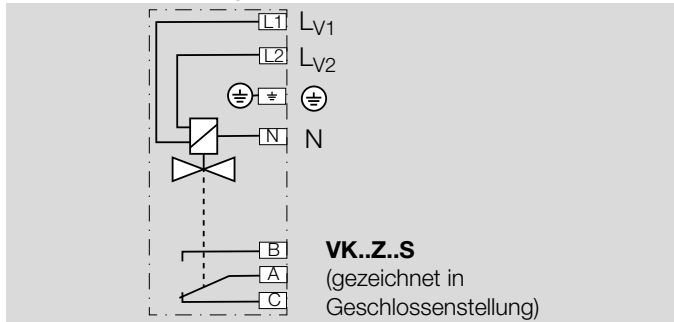 L1 L_V1
L2 L_V2
N N
B VK..Z..S
A (gezeichnet in
C Geschlossenstellung)